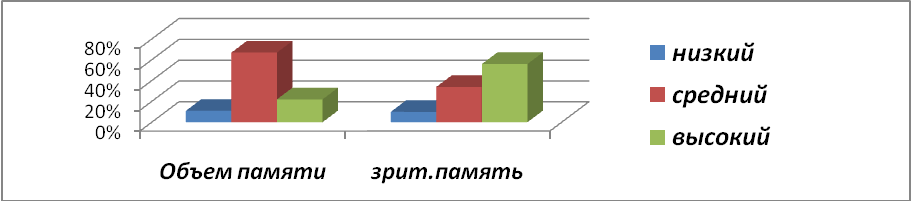 80%
60%
40%
20%
0%
Объем памяти
зрит.память
низкий
средний
высокий